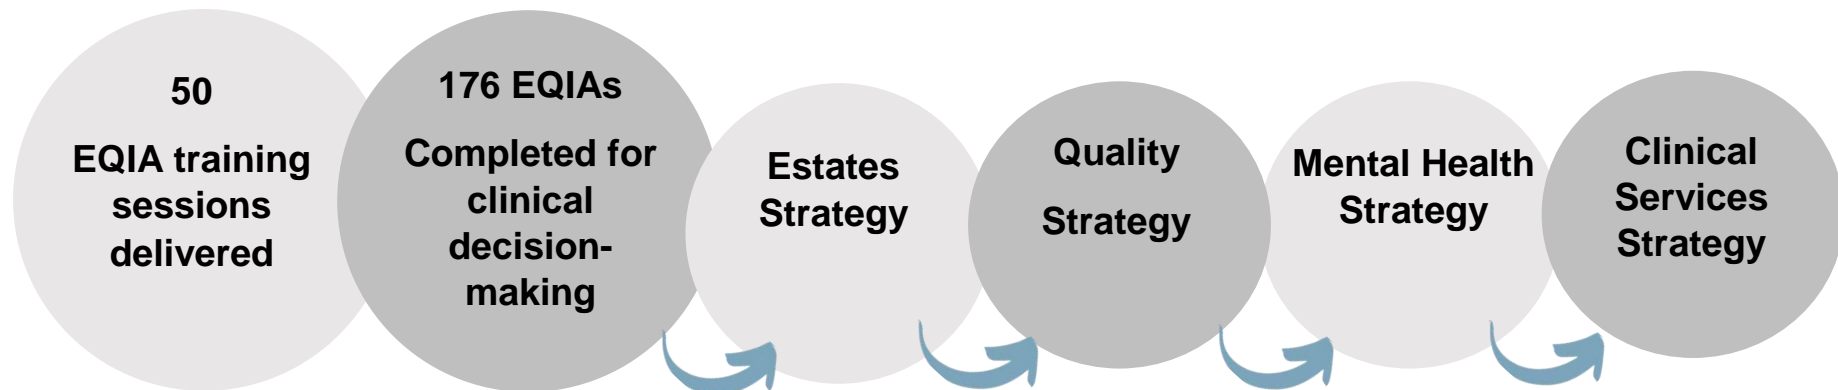 50
EQIA training
sessions
delivered
176 EQIAs
Completed for
clinical
decision-
making
Estates
Strategy
Quality
Strategy
Mental Health
Strategy
Clinical
Services
Strategy